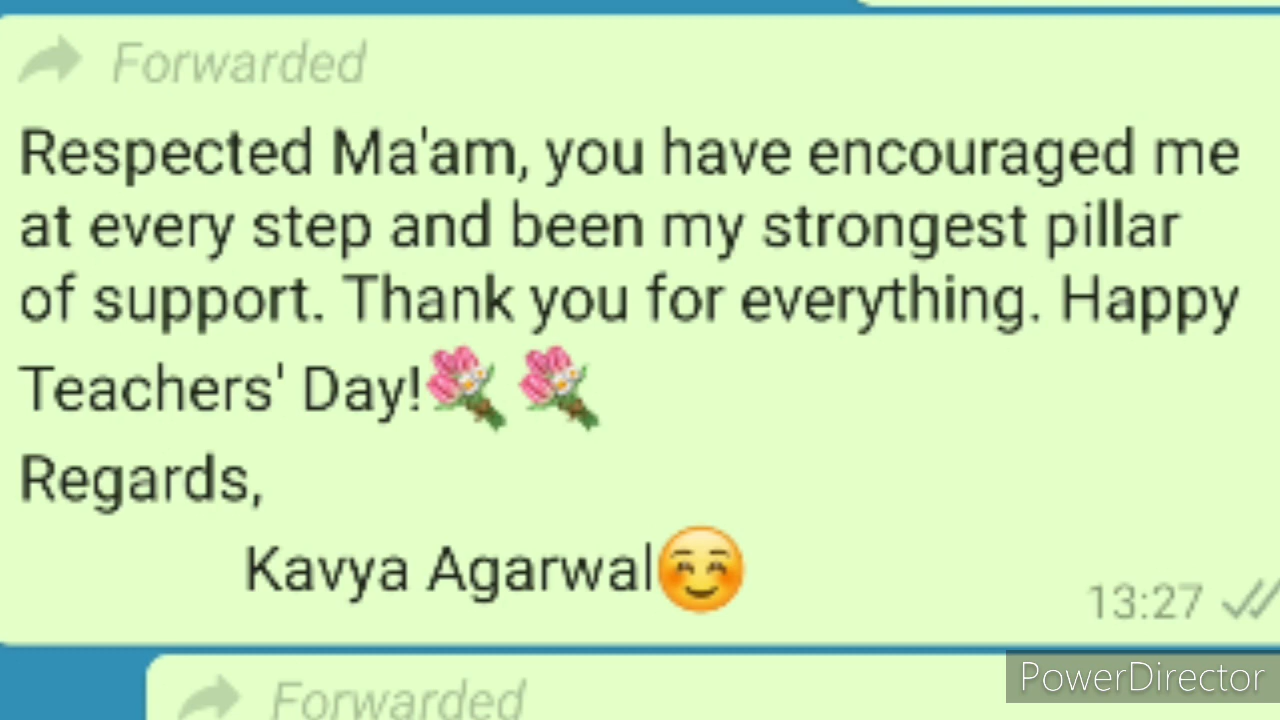 Forwarded
Respected Ma'am, you have encouraged me
at every step and been my strongest pillar
of support. Thank you for everything. Happy
Teachers' Day!💐 💐
Regards,
Kavya Agarwal☺️
13:27
Forwarded
PowerDirector